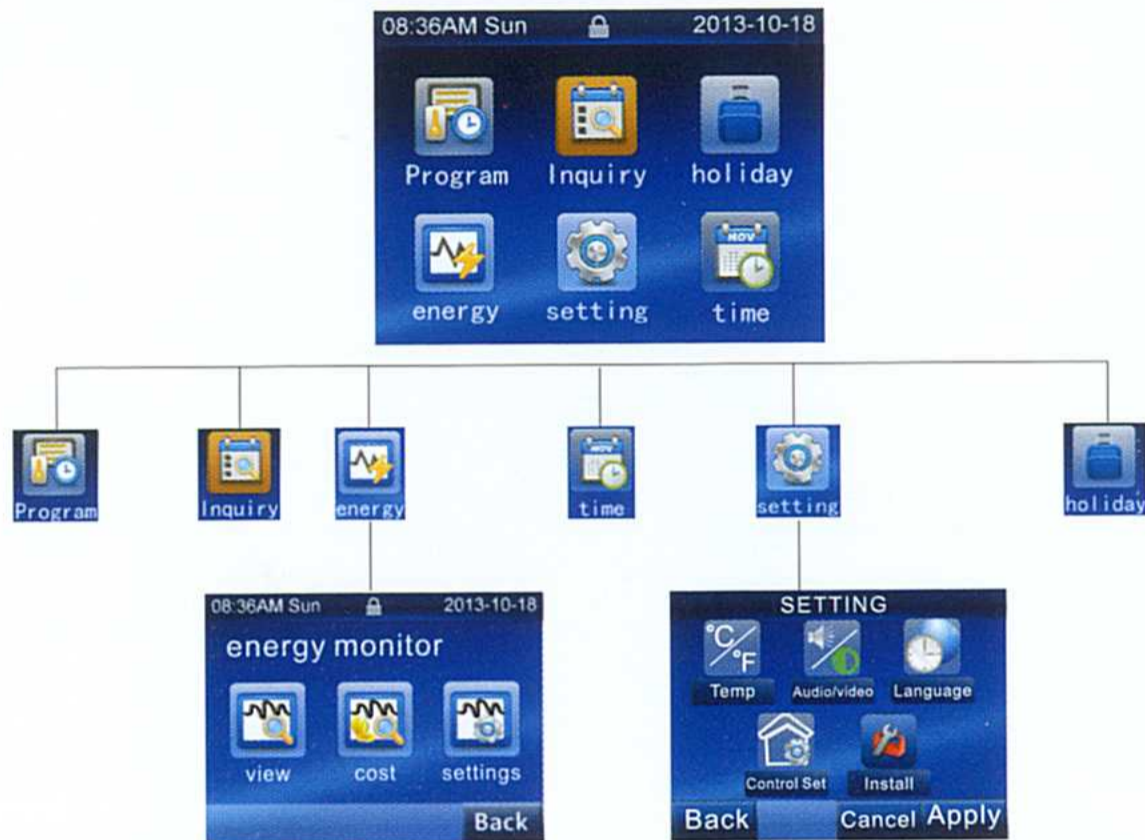 08:36AM Sun 2013-10-18
Program Inquiry holiday
NOV
energy setting time
Program Inquiry energy time setting holiday
NOV
08:36AM Sun 2013-10-18
energy monitor
view cost settings
Back
SETTING
°C/°F
Temp Audio/video Language
Control Set Install
Back Cancel Apply